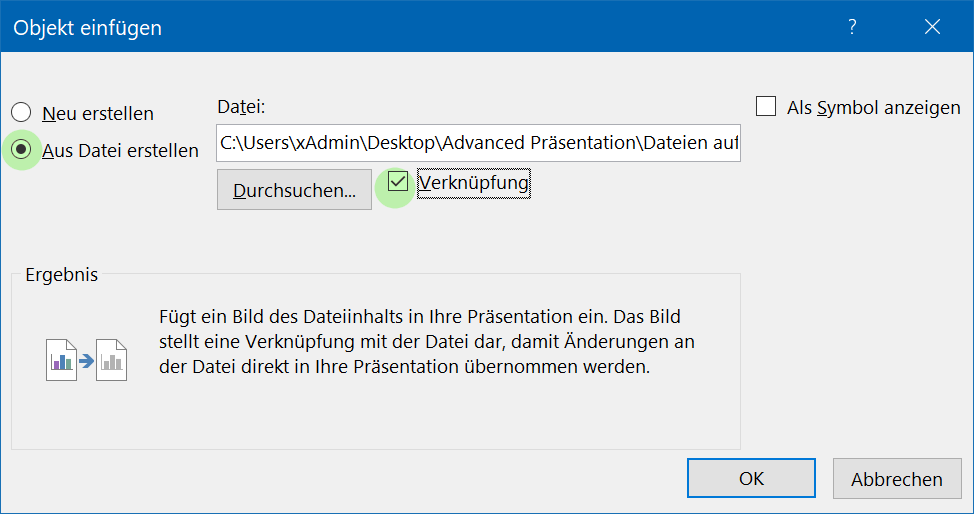 Objekt einfügen
?
Neu erstellen
Aus Datei erstellen
Datei:
C:\Users\xAdmin\Desktop\Advanced Präsentation\Dateien auf
Durchsuchen...
Verknüpfung
Als Symbol anzeigen
Ergebnis
Fügt ein Bild des Dateiinhalts in Ihre Präsentation ein. Das Bild
stellt eine Verknüpfung mit der Datei dar, damit Änderungen an
der Datei direkt in Ihre Präsentation übernommen werden.
OK
Abbrechen